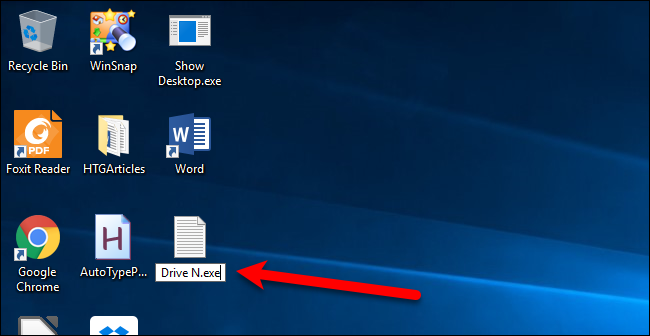 Recycle Bin
WinSnap
Show
Desktop.exe
PDF
W
Foxit Reader
HTGArticles
Word
H
Google
Chrome
AutoTypeP...
Drive N.exe